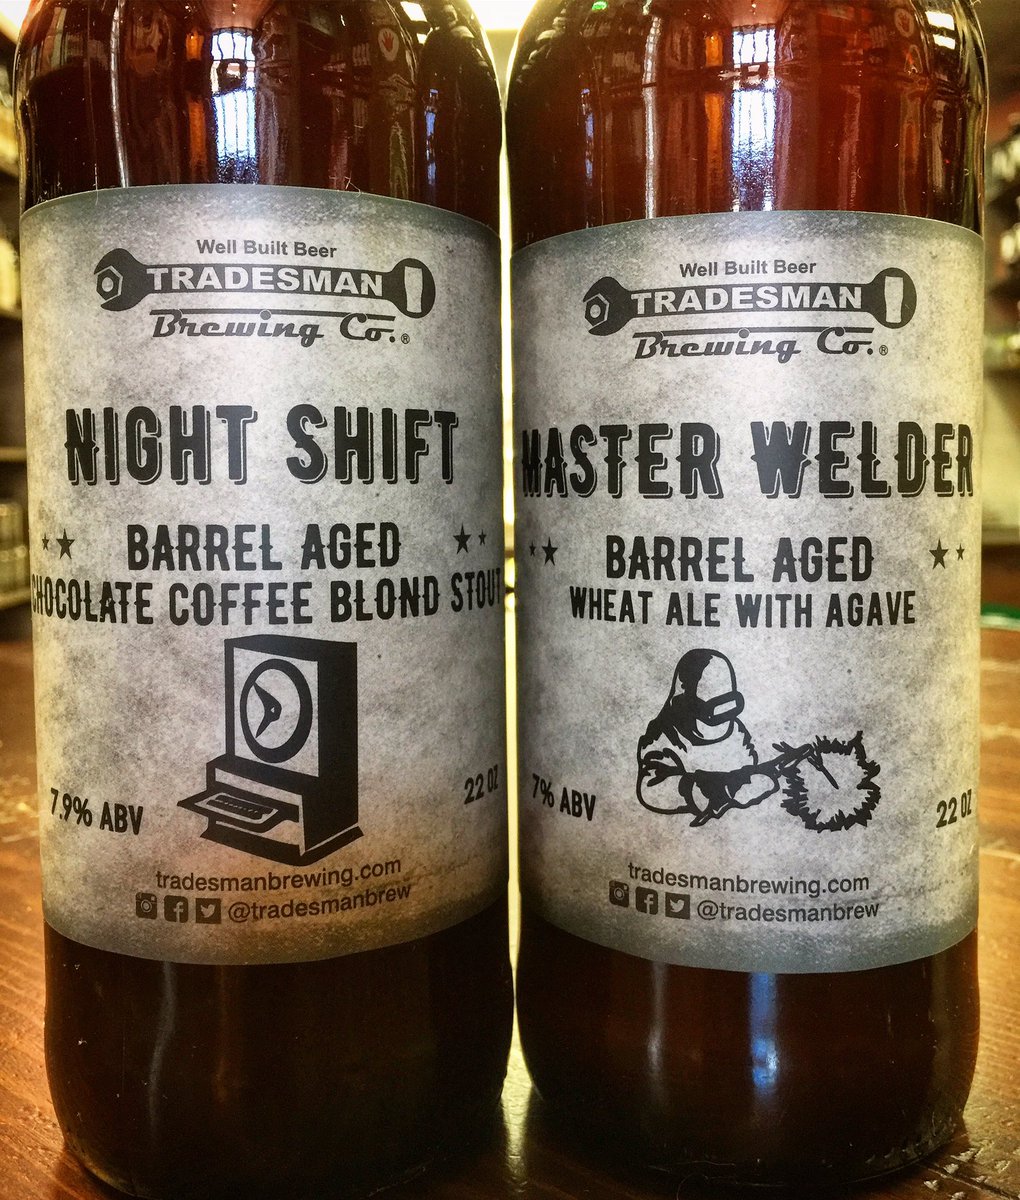 Well Built Beer
TRADESMAN
Brewing Co.®
NIGHT SHIFT
BARREL AGED
CHOCOLATE COFFEE BLOND STOUT
7.9% ABV
22 OZ
tradesmanbrewing.com
@tradesmanbrew
Well Built Beer
TRADESMAN
Brewing Co.®
MASTER WELDER
BARREL AGED
WHEAT ALE WITH AGAVE
7% ABV
22 OZ
tradesmanbrewing.com
@tradesmanbrew